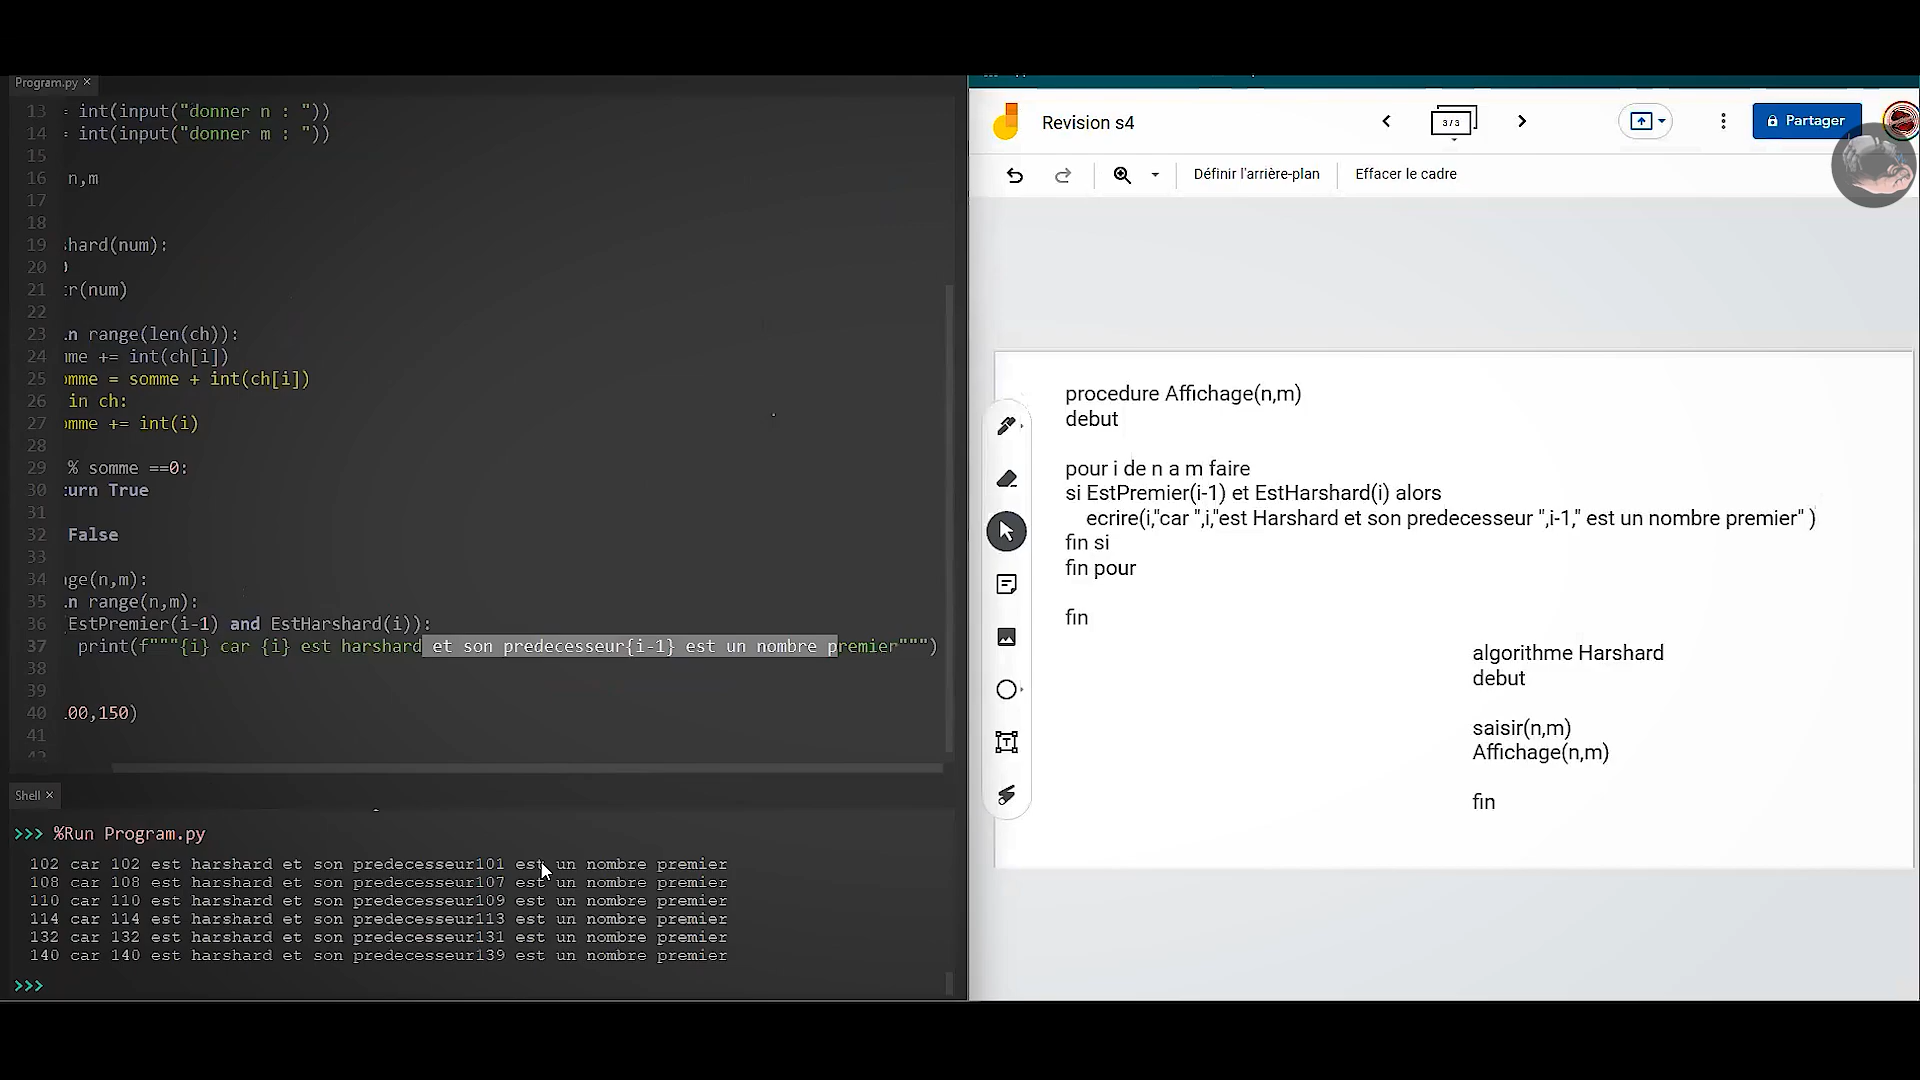 Program.py ×
13 = int(input("donner n : "))
14 = int(input("donner m : "))
15
16 n,m
17
18
19 shard(num):
20
21 tr(num)
22
23 n range(len(ch)):
24 mme += int(ch[i])
25 omme = somme + int(ch[i])
26 in ch:
27 omme += int(i)
28
29 % somme ==0:
30 turn True
31
32 False
33
34 age(n,m):
35 n range(n,m):
36 EstPremier(i-1) and EstHarshard(i)):
37 print(f"""{i} car {i} est harshard et son predecesseur{i-1} est un nombre premier""")
38
39
40 00,150)
41
42
Shell ×
>>> %Run Program.py
102 car 102 est harshard et son predecesseur101 est un nombre premier
108 car 108 est harshard et son predecesseur107 est un nombre premier
110 car 110 est harshard et son predecesseur109 est un nombre premier
114 car 114 est harshard et son predecesseur113 est un nombre premier
132 car 132 est harshard et son predecesseur131 est un nombre premier
140 car 140 est harshard et son predecesseur139 est un nombre premier
>>>
Revision s4
3/3
Partager
Définir l'arrière-plan
Effacer le cadre
procedure Affichage(n,m)
debut
pour i de n a m faire
si EstPremier(i-1) et EstHarshard(i) alors
ecrire(i,"car ",i,"est Harshard et son predecesseur ",i-1," est un nombre premier" )
fin si
fin pour
fin
algorithme Harshard
debut
saisir(n,m)
Affichage(n,m)
fin